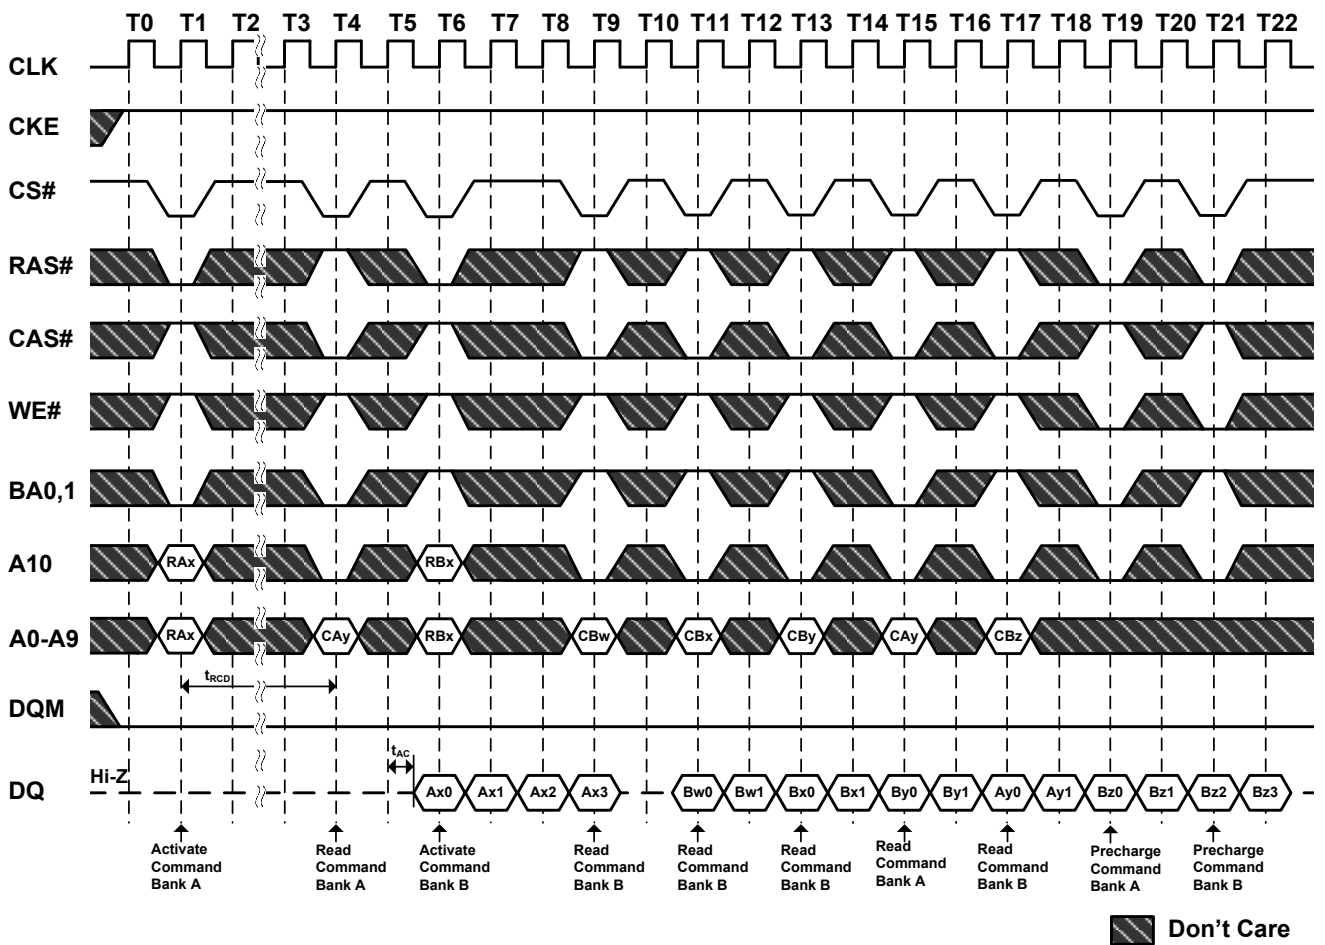 T0 T1 T2 T3 T4 T5 T6 T7 T8 T9 T10 T11 T12 T13 T14 T15 T16 T17 T18 T19 T20 T21 T22
CLK
CKE
CS#
RAS#
CAS#
WE#
BA0,1
A10 RAx RBx
A0-A9 RAx CAy RBx CBw CBx CBy CAy CBz
tRCD
DQM
tAC
Hi-Z
DQ Ax0 Ax1 Ax2 Ax3 Bw0 Bw1 Bx0 Bx1 By0 By1 Ay0 Ay1 Bz0 Bz1 Bz2 Bz3
Activate
Command
Bank A
Read
Command
Bank A
Activate
Command
Bank B
Read
Command
Bank B
Read
Command
Bank B
Read
Command
Bank B
Read
Command
Bank A
Read
Command
Bank B
Precharge
Command
Bank A
Precharge
Command
Bank B
Don't Care